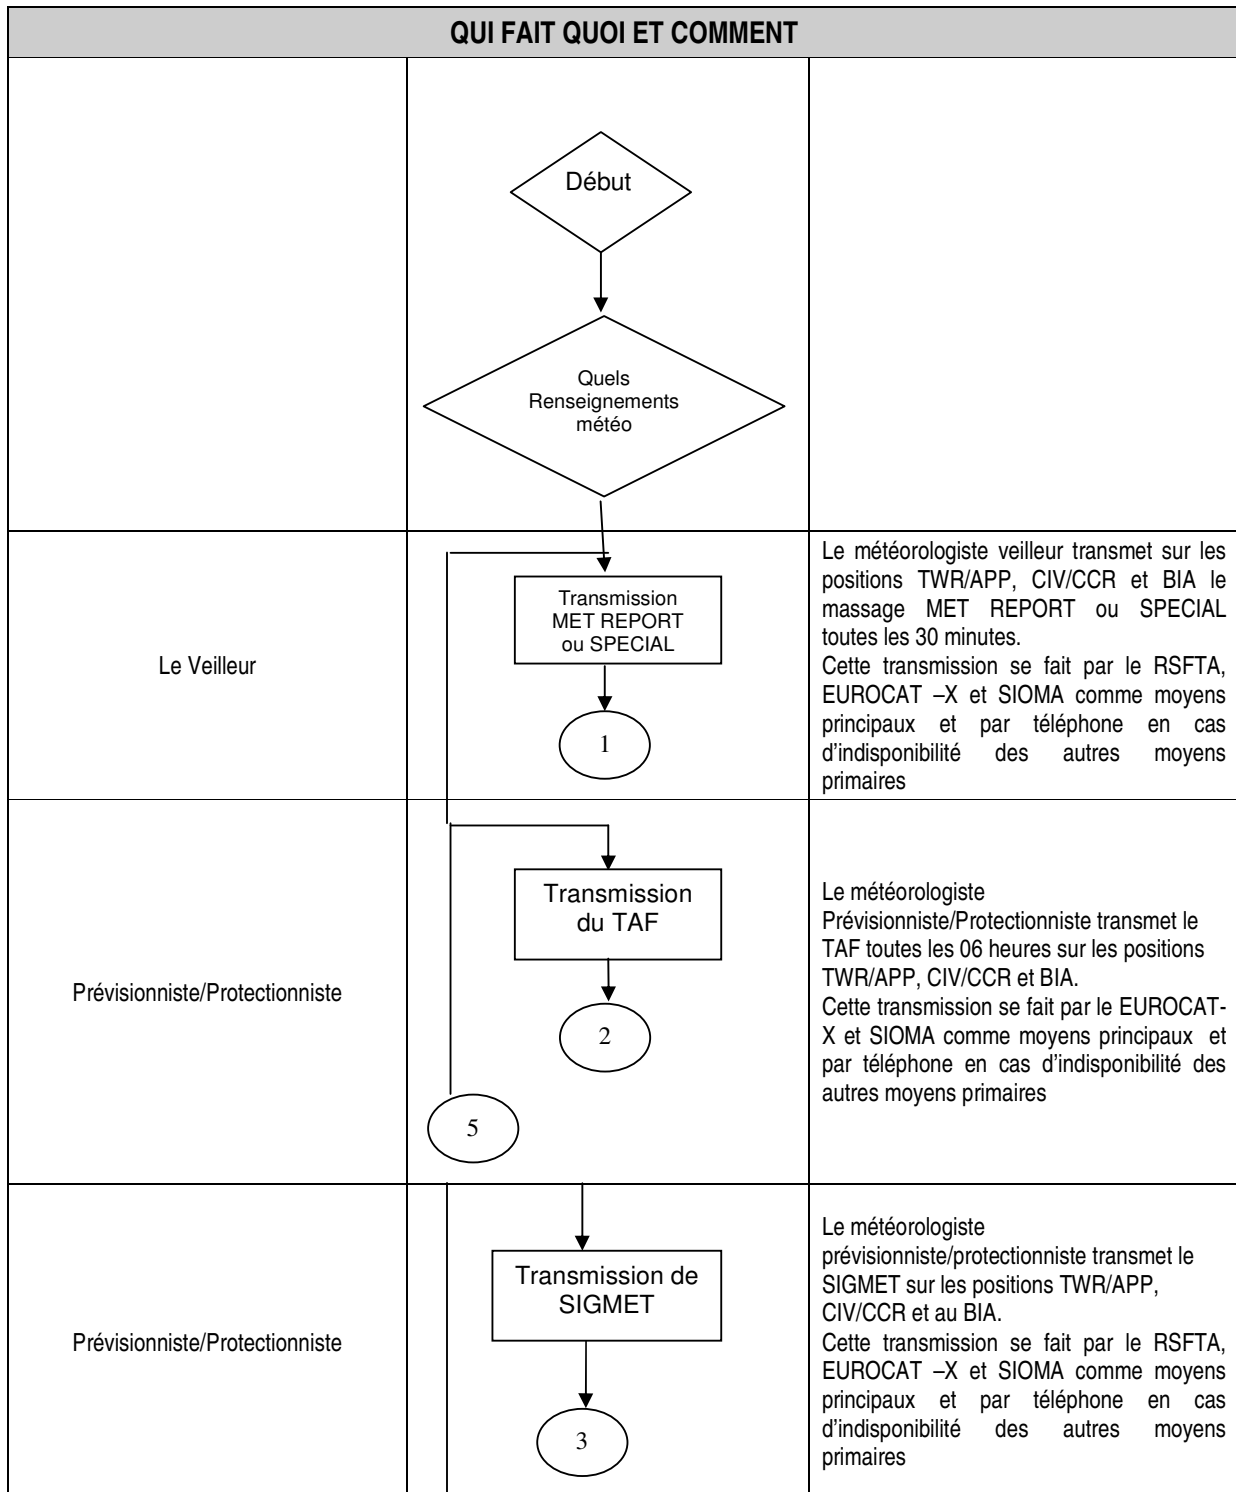 QUI FAIT QUOI ET COMMENT
Début
Quels
Renseignements
météo
Le Veilleur
Transmission
MET REPORT
ou SPECIAL
1
Le météorologiste veilleur transmet sur les
positions TWR/APP, CIV/CCR et BIA le
massage MET REPORT ou SPECIAL
toutes les 30 minutes.
Cette transmission se fait par le RSFTA,
EUROCAT –X et SIOMA comme moyens
principaux et par téléphone en cas
d'indisponibilité des autres moyens
primaires
Prévisionniste/Protectionniste
Transmission
du TAF
2
5
Le météorologiste
Prévisionniste/Protectionniste transmet le
TAF toutes les 06 heures sur les positions
TWR/APP, CIV/CCR et BIA.
Cette transmission se fait par le EUROCAT-
X et SIOMA comme moyens principaux et
par téléphone en cas d'indisponibilité des
autres moyens primaires
Prévisionniste/Protectionniste
Transmission de
SIGMET
3
Le météorologiste
prévisionniste/protectionniste transmet le
SIGMET sur les positions TWR/APP,
CIV/CCR et au BIA.
Cette transmission se fait par le RSFTA,
EUROCAT –X et SIOMA comme moyens
principaux et par téléphone en cas
d'indisponibilité des autres moyens
primaires